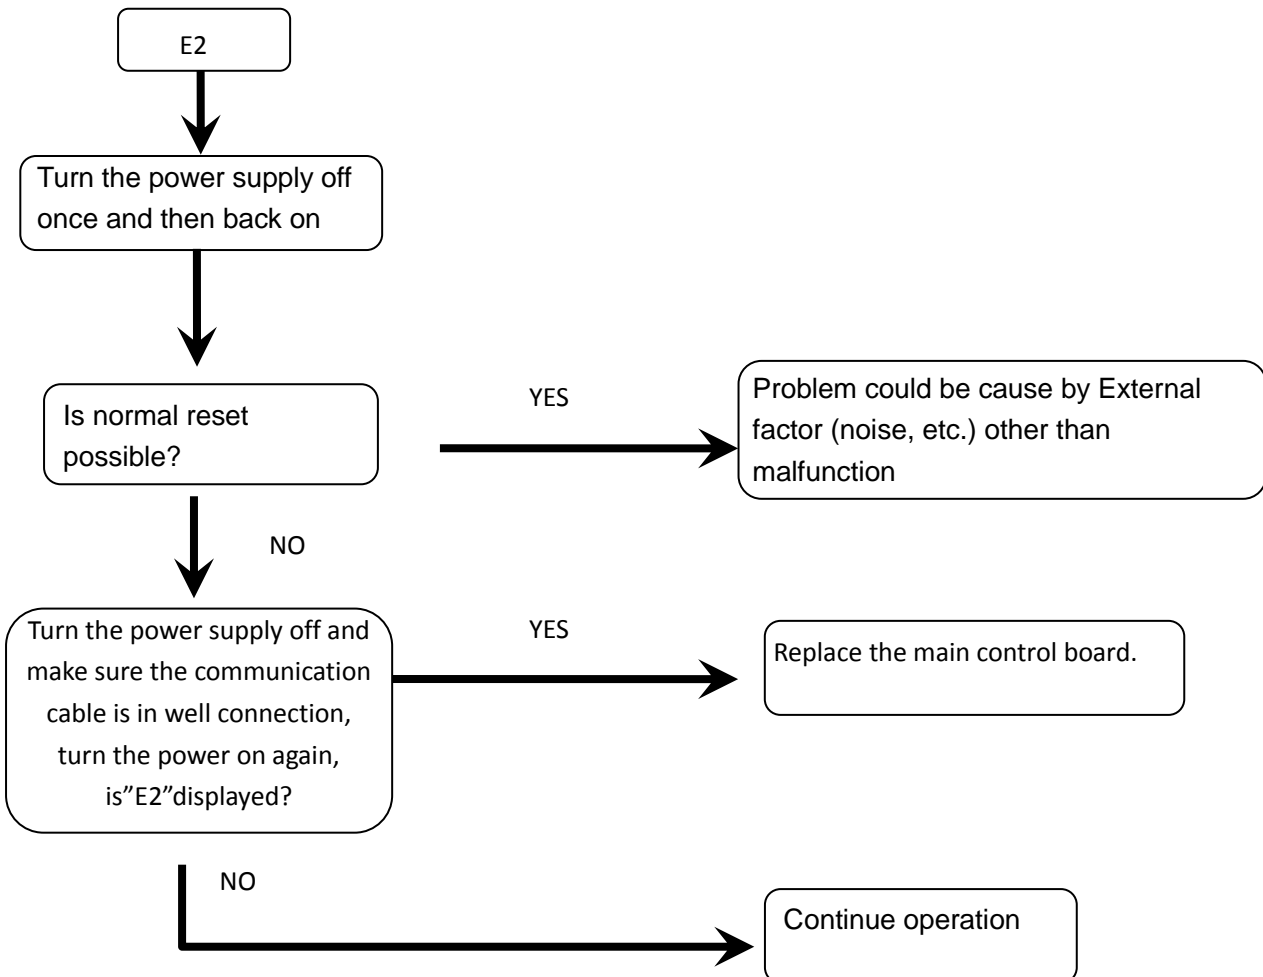 E2
Turn the power supply off
once and then back on
Is normal reset
possible?
YES
Problem could be cause by External
factor (noise, etc.) other than
malfunction
NO
Turn the power supply off and
make sure the communication
cable is in well connection,
turn the power on again,
is”E2”displayed?
YES
Replace the main control board.
NO
Continue operation